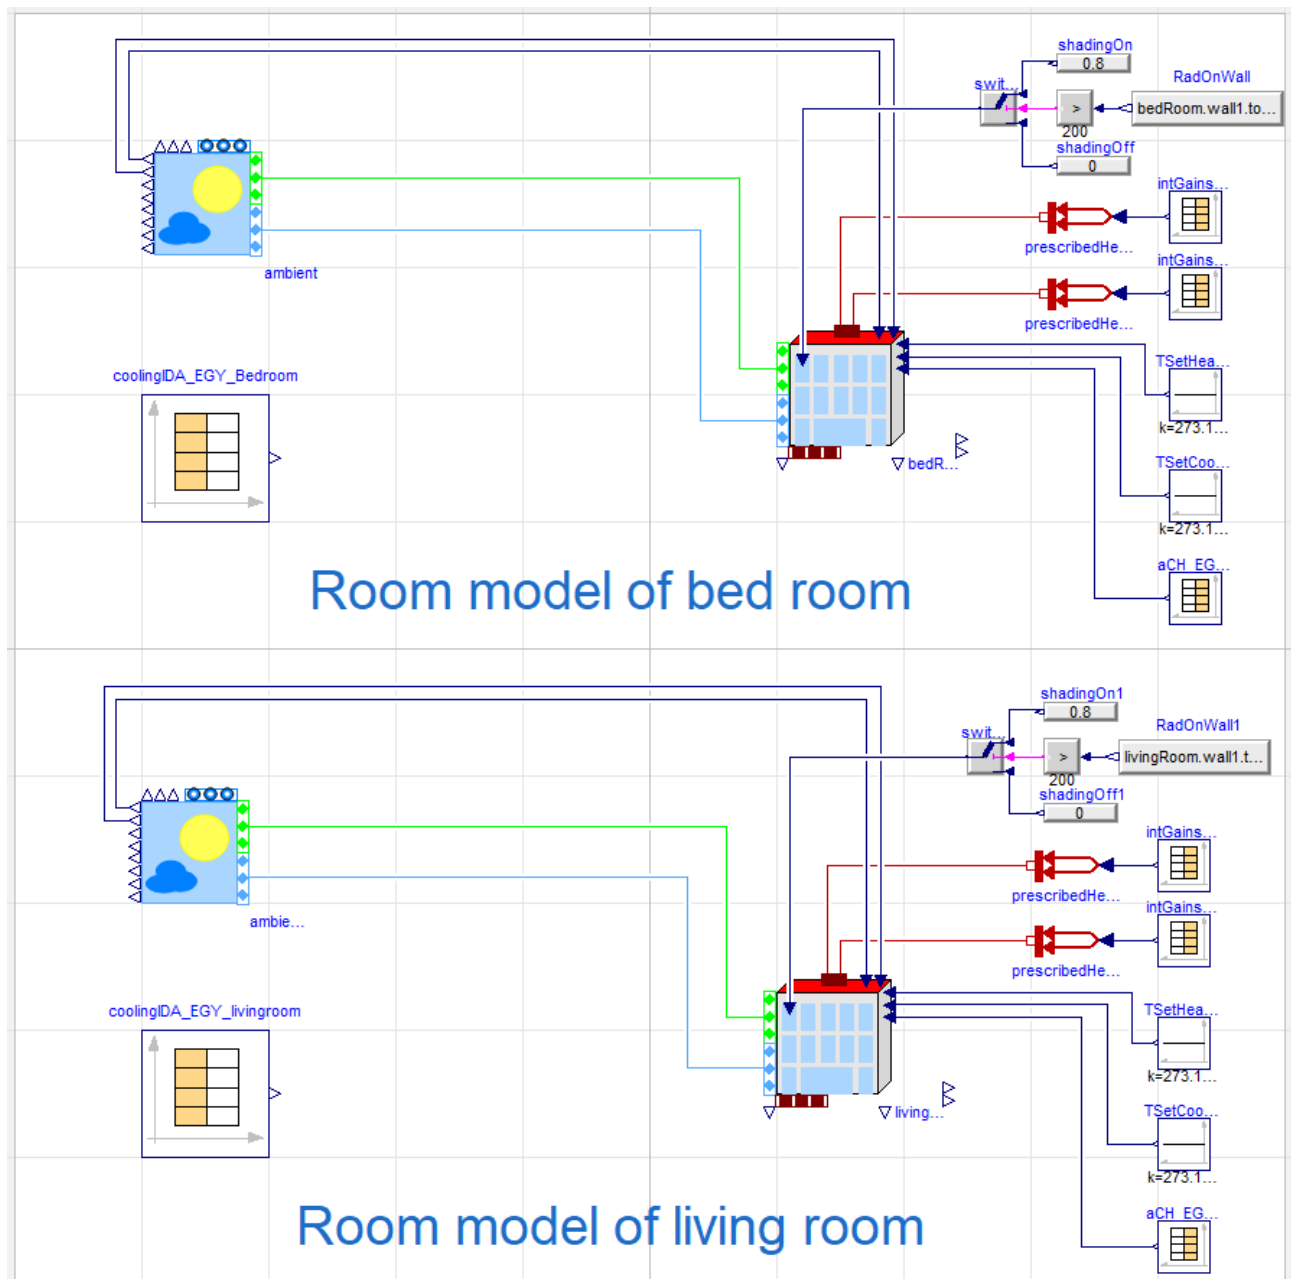 shadingOn
0.8
swit...
RadOnWall
>
bedRoom.wall1.to...
200
shadingOff
0
intGains...
prescribedHe...
intGains...
prescribedHe...
ambient
TSetHea...
k=273.1...
coolingIDA_EGY_Bedroom
TSetCoo...
k=273.1...
bedR...
aCH_EG...
Room model of bed room
shadingOn1
0.8
swit...
RadOnWall1
>
livingRoom.wall1.t...
200
shadingOff1
0
intGains...
prescribedHe...
intGains...
prescribedHe...
ambie...
TSetHea...
k=273.1...
coolingIDA_EGY_livingroom
TSetCoo...
k=273.1...
living...
aCH_EG...
Room model of living room